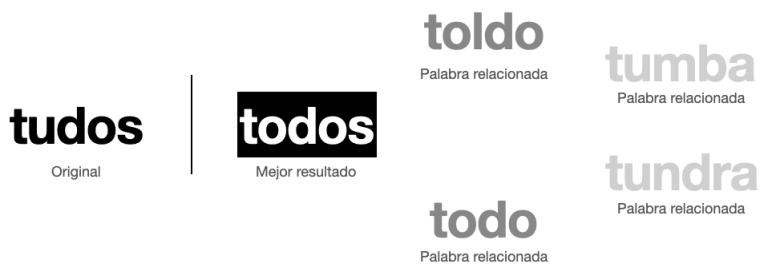 tudos
Original
todos
Mejor resultado
toldo
Palabra relacionada
todo
Palabra relacionada
tumba
Palabra relacionada
tundra
Palabra relacionada